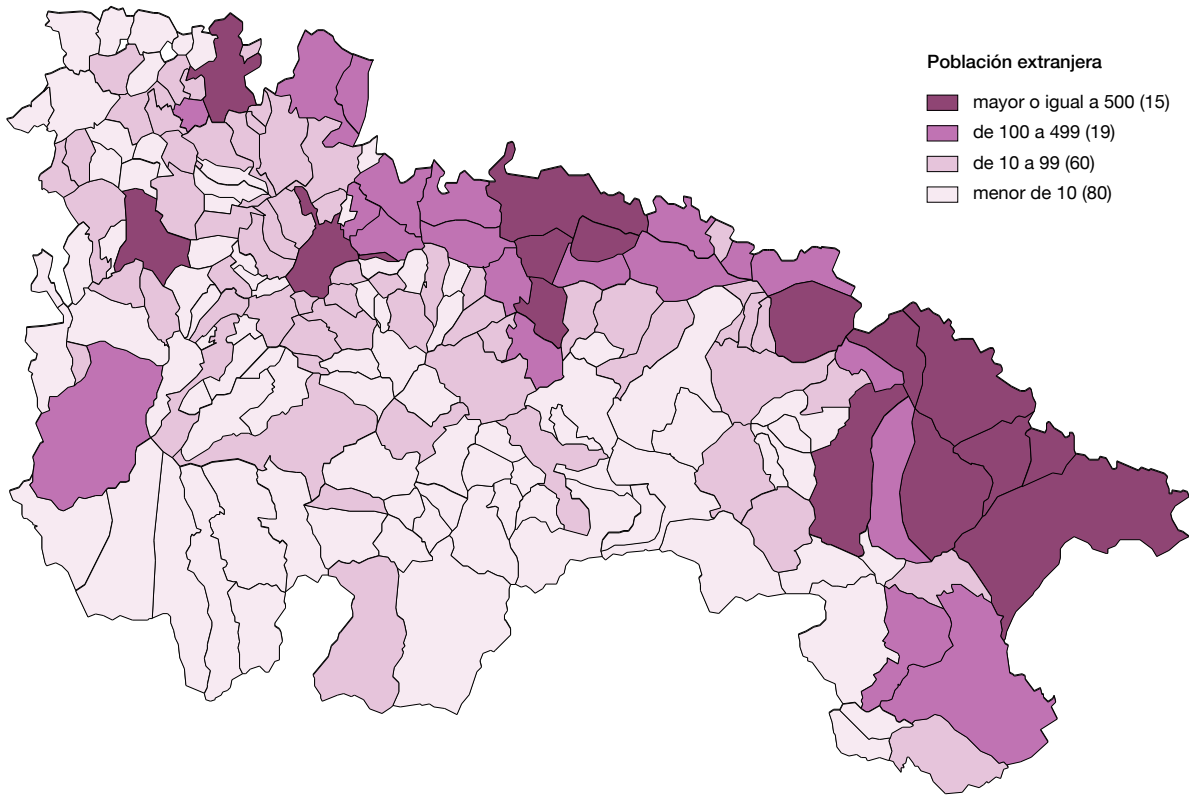 Población extranjera
mayor o igual a 500 (15)
de 100 a 499 (19)
de 10 a 99 (60)
menor de 10 (80)